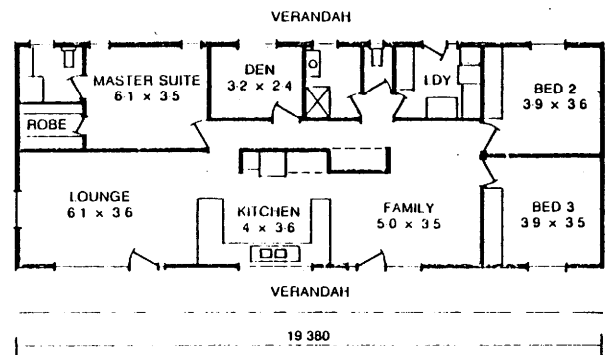 VERANDAH
MASTER SUITE
6·1 × 3·5
DEN
3·2 × 2·4
LDY
BED 2
3·9 × 3·6
ROBE
LOUNGE
6·1 × 3·6
KITCHEN
4 × 3·6
FAMILY
5·0 × 3·5
BED 3
3·9 × 3·5
VERANDAH
19 380